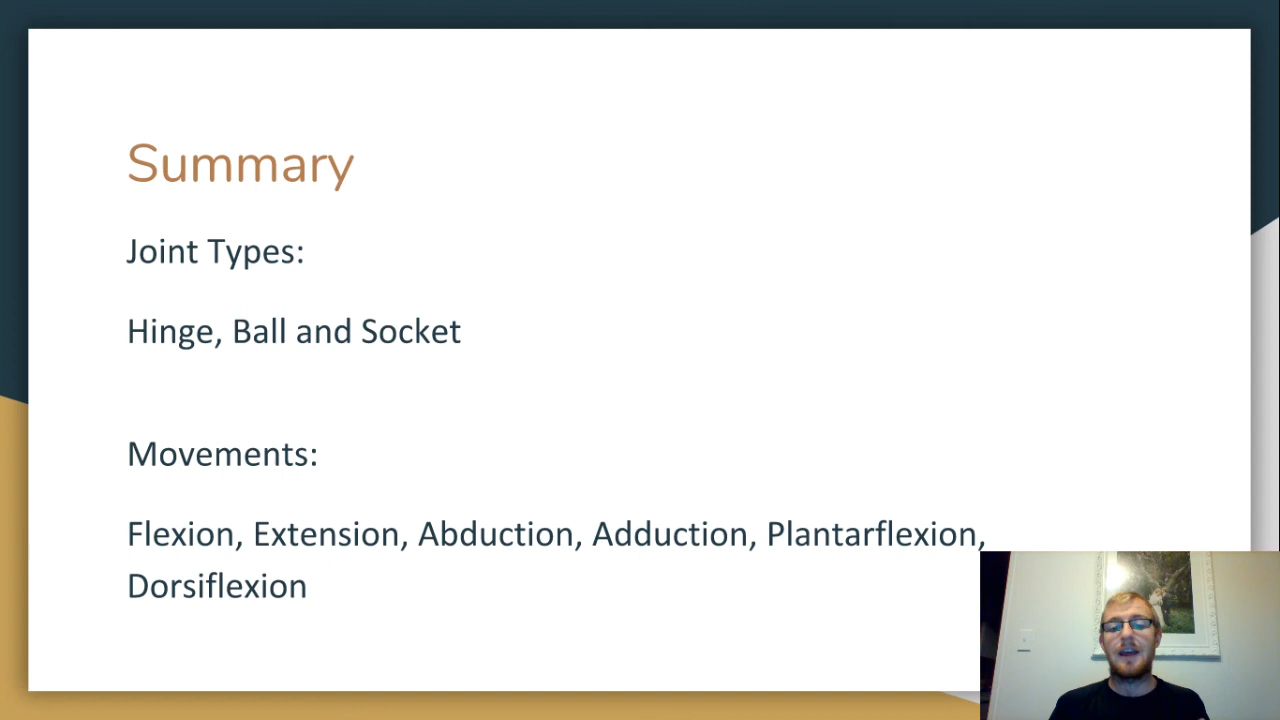 Summary
Joint Types:
Hinge, Ball and Socket
Movements:
Flexion, Extension, Abduction, Adduction, Plantarflexion,
Dorsiflexion